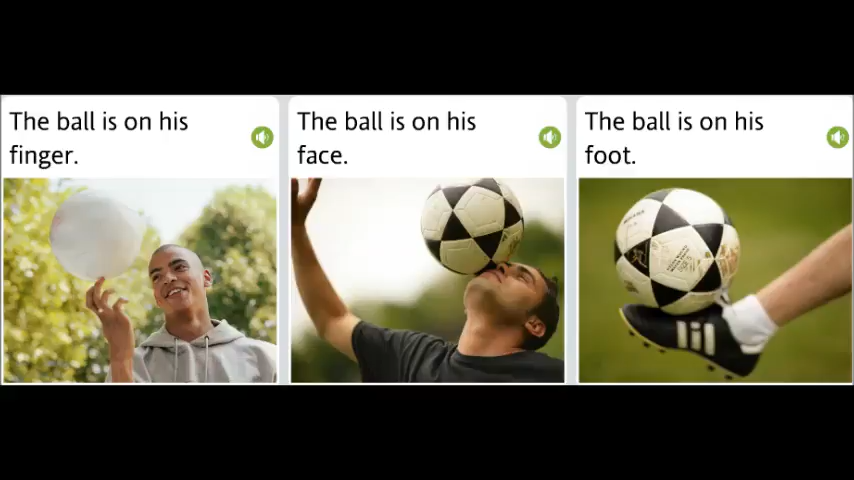 The ball is on his
finger.
The ball is on his
face.
The ball is on his
foot.